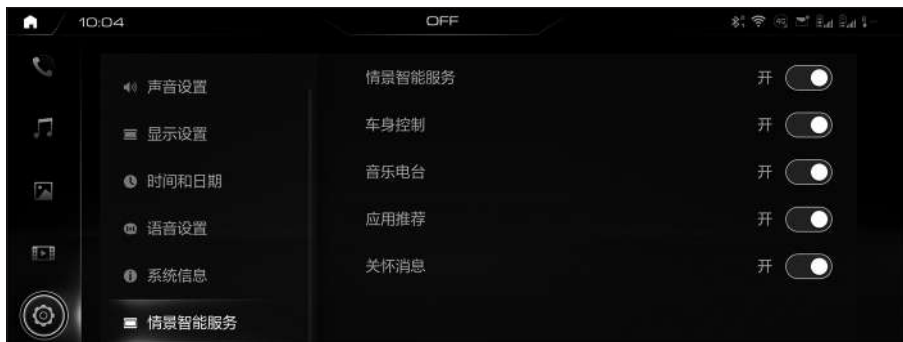 10:04
OFF
4G
声音设置
显示设置
时间和日期
语音设置
系统信息
情景智能服务
情景智能服务 开
车身控制 开
音乐电台 开
应用推荐 开
关怀消息 开